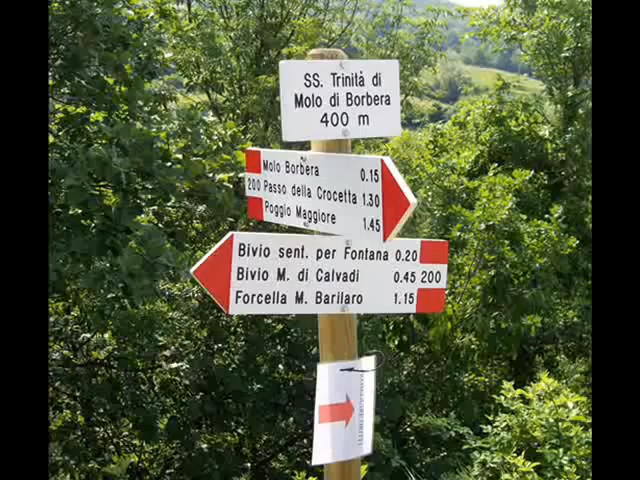 SS. Trinità di
Molo di Borbera
400 m
Molo Borbera 0.15
200 Passo della Crocetta 1.30
Poggio Maggiore 1.45
Bivio sent. per Fontana 0.20
Bivio M. di Calvadi 0.45 200
Forcella M. Barilaro 1.15